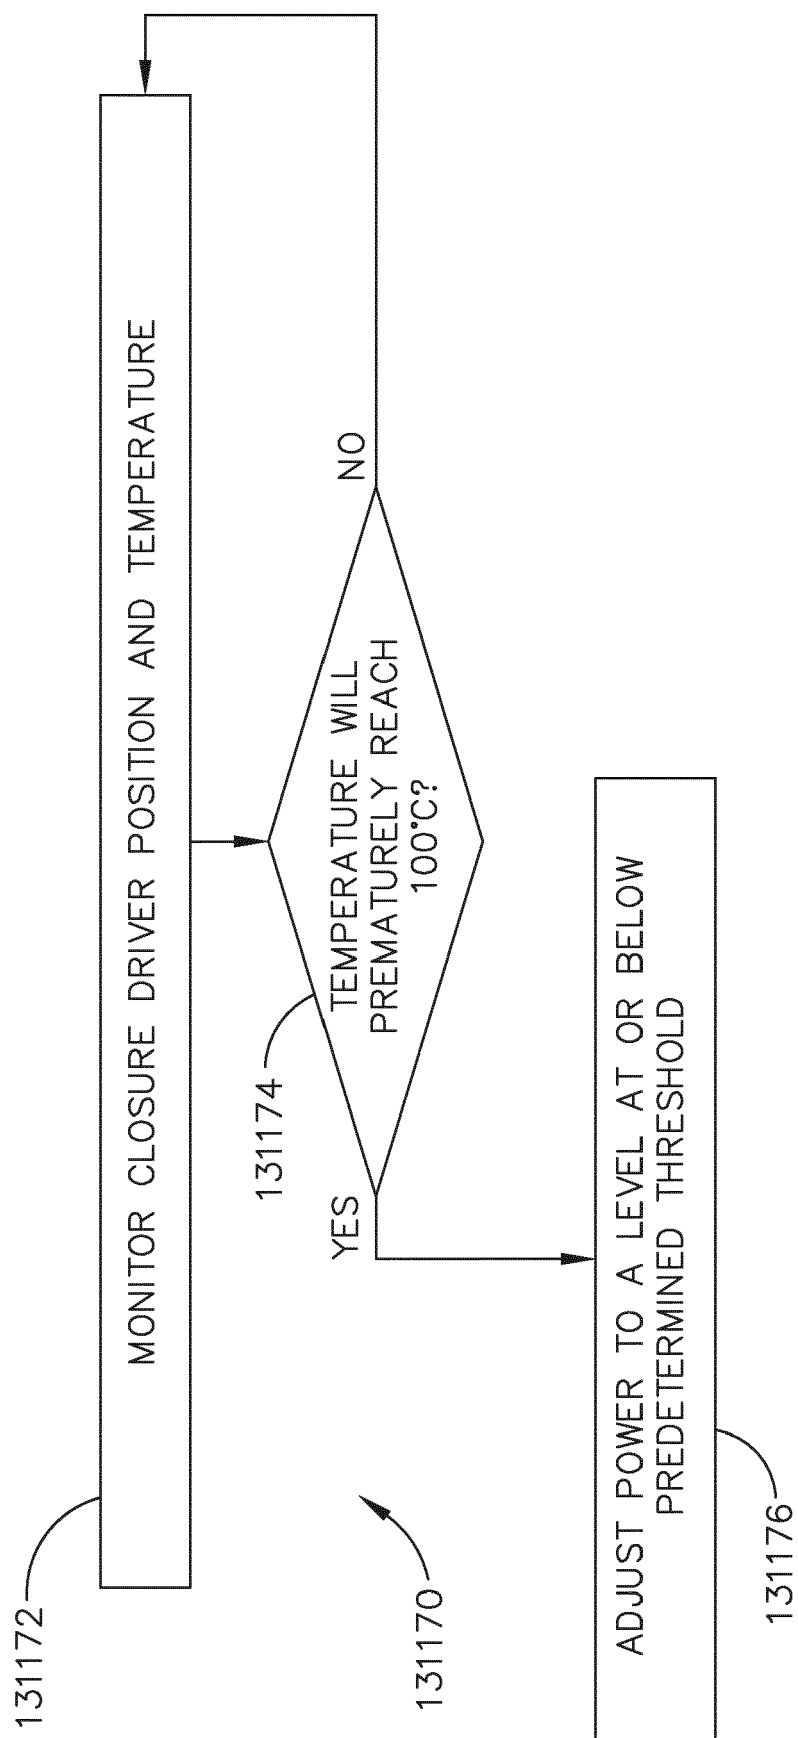 131172
MONITOR CLOSURE DRIVER POSITION AND TEMPERATURE
131174
TEMPERATURE WILL
PREMATURELY REACH
100°C?
YES
NO
131170
ADJUST POWER TO A LEVEL AT OR BELOW
PREDETERMINED THRESHOLD
131176